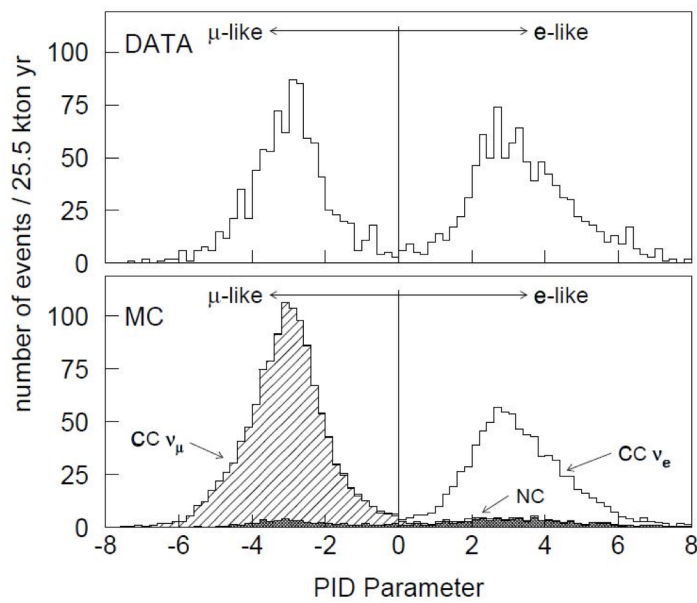 DATA
μ-like
e-like
100
75
50
25
0
number of events / 25.5 kton yr
MC
μ-like
e-like
100
75
50
25
0
CC νμ
CC νe
NC
-8 -6 -4 -2 0 2 4 6 8
PID Parameter